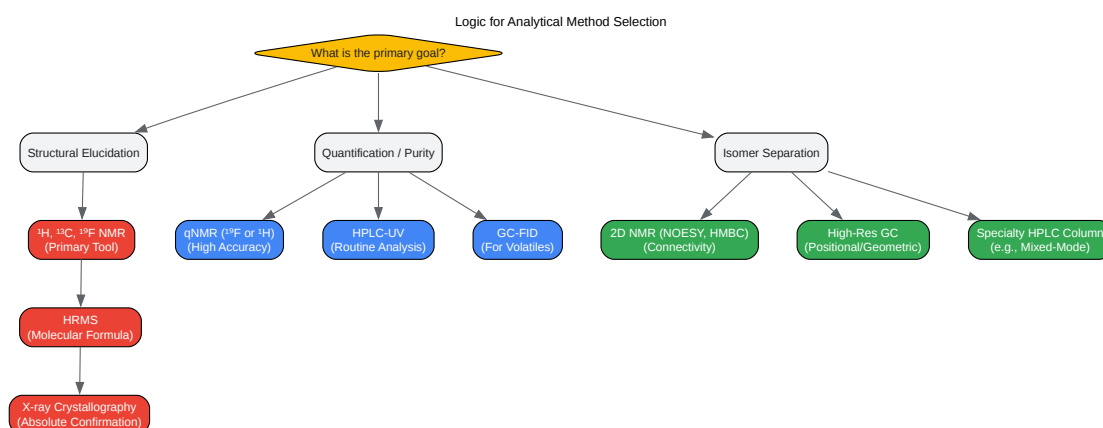 Logic for Analytical Method Selection
What is the primary goal?
Structural Elucidation
Quantification / Purity
Isomer Separation
¹H, ¹³C, ¹⁹F NMR
(Primary Tool)
qNMR (¹⁹F or ¹H)
(High Accuracy)
HPLC-UV
(Routine Analysis)
GC-FID
(For Volatiles)
2D NMR (NOESY, HMBC)
(Connectivity)
High-Res GC
(Positional/Geometric)
Specialty HPLC Column
(e.g., Mixed-Mode)
HRMS
(Molecular Formula)
X-ray Crystallography
(Absolute Confirmation)